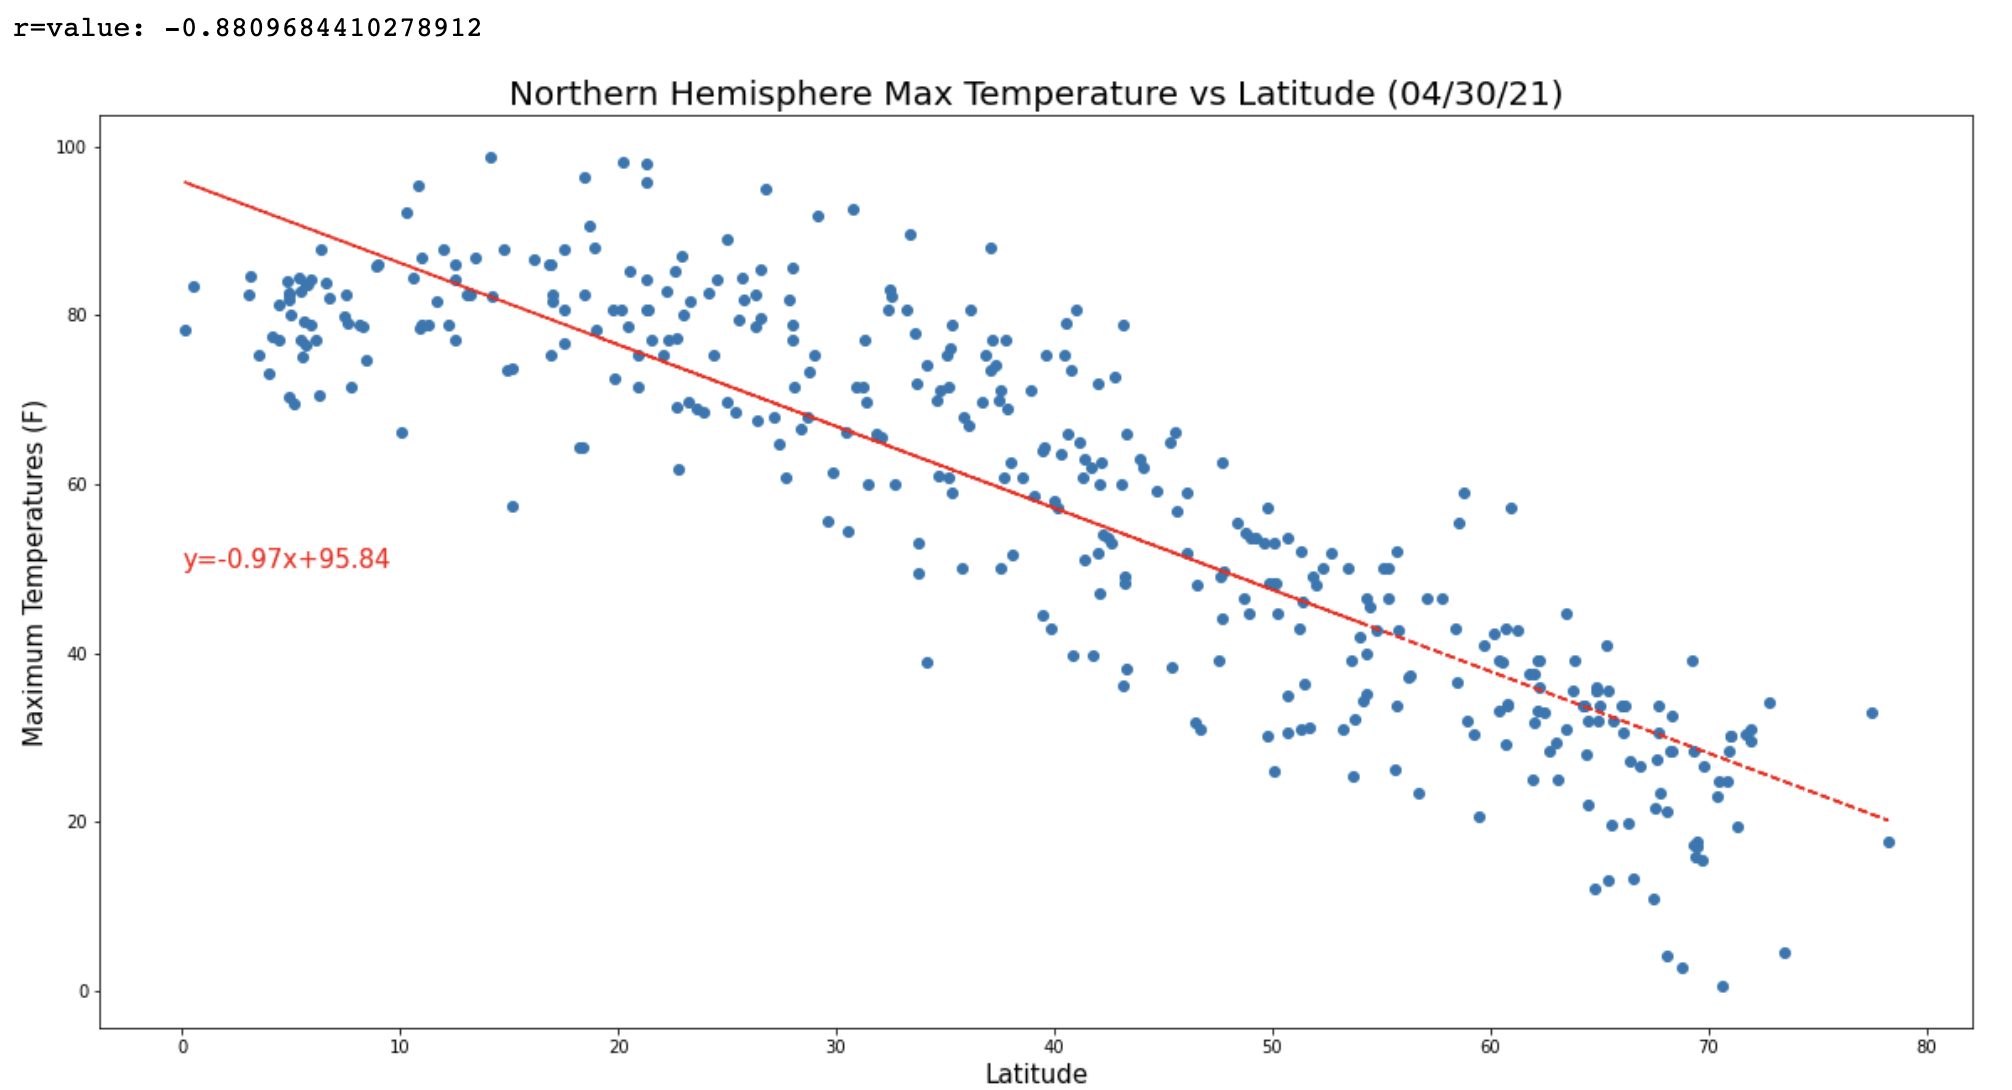 r=value: -0.8809684410278912
Northern Hemisphere Max Temperature vs Latitude (04/30/21)
100
80
60
40
20
0
Maximum Temperatures (F)
y=-0.97x+95.84
0 10 20 30 40 50 60 70 80
Latitude